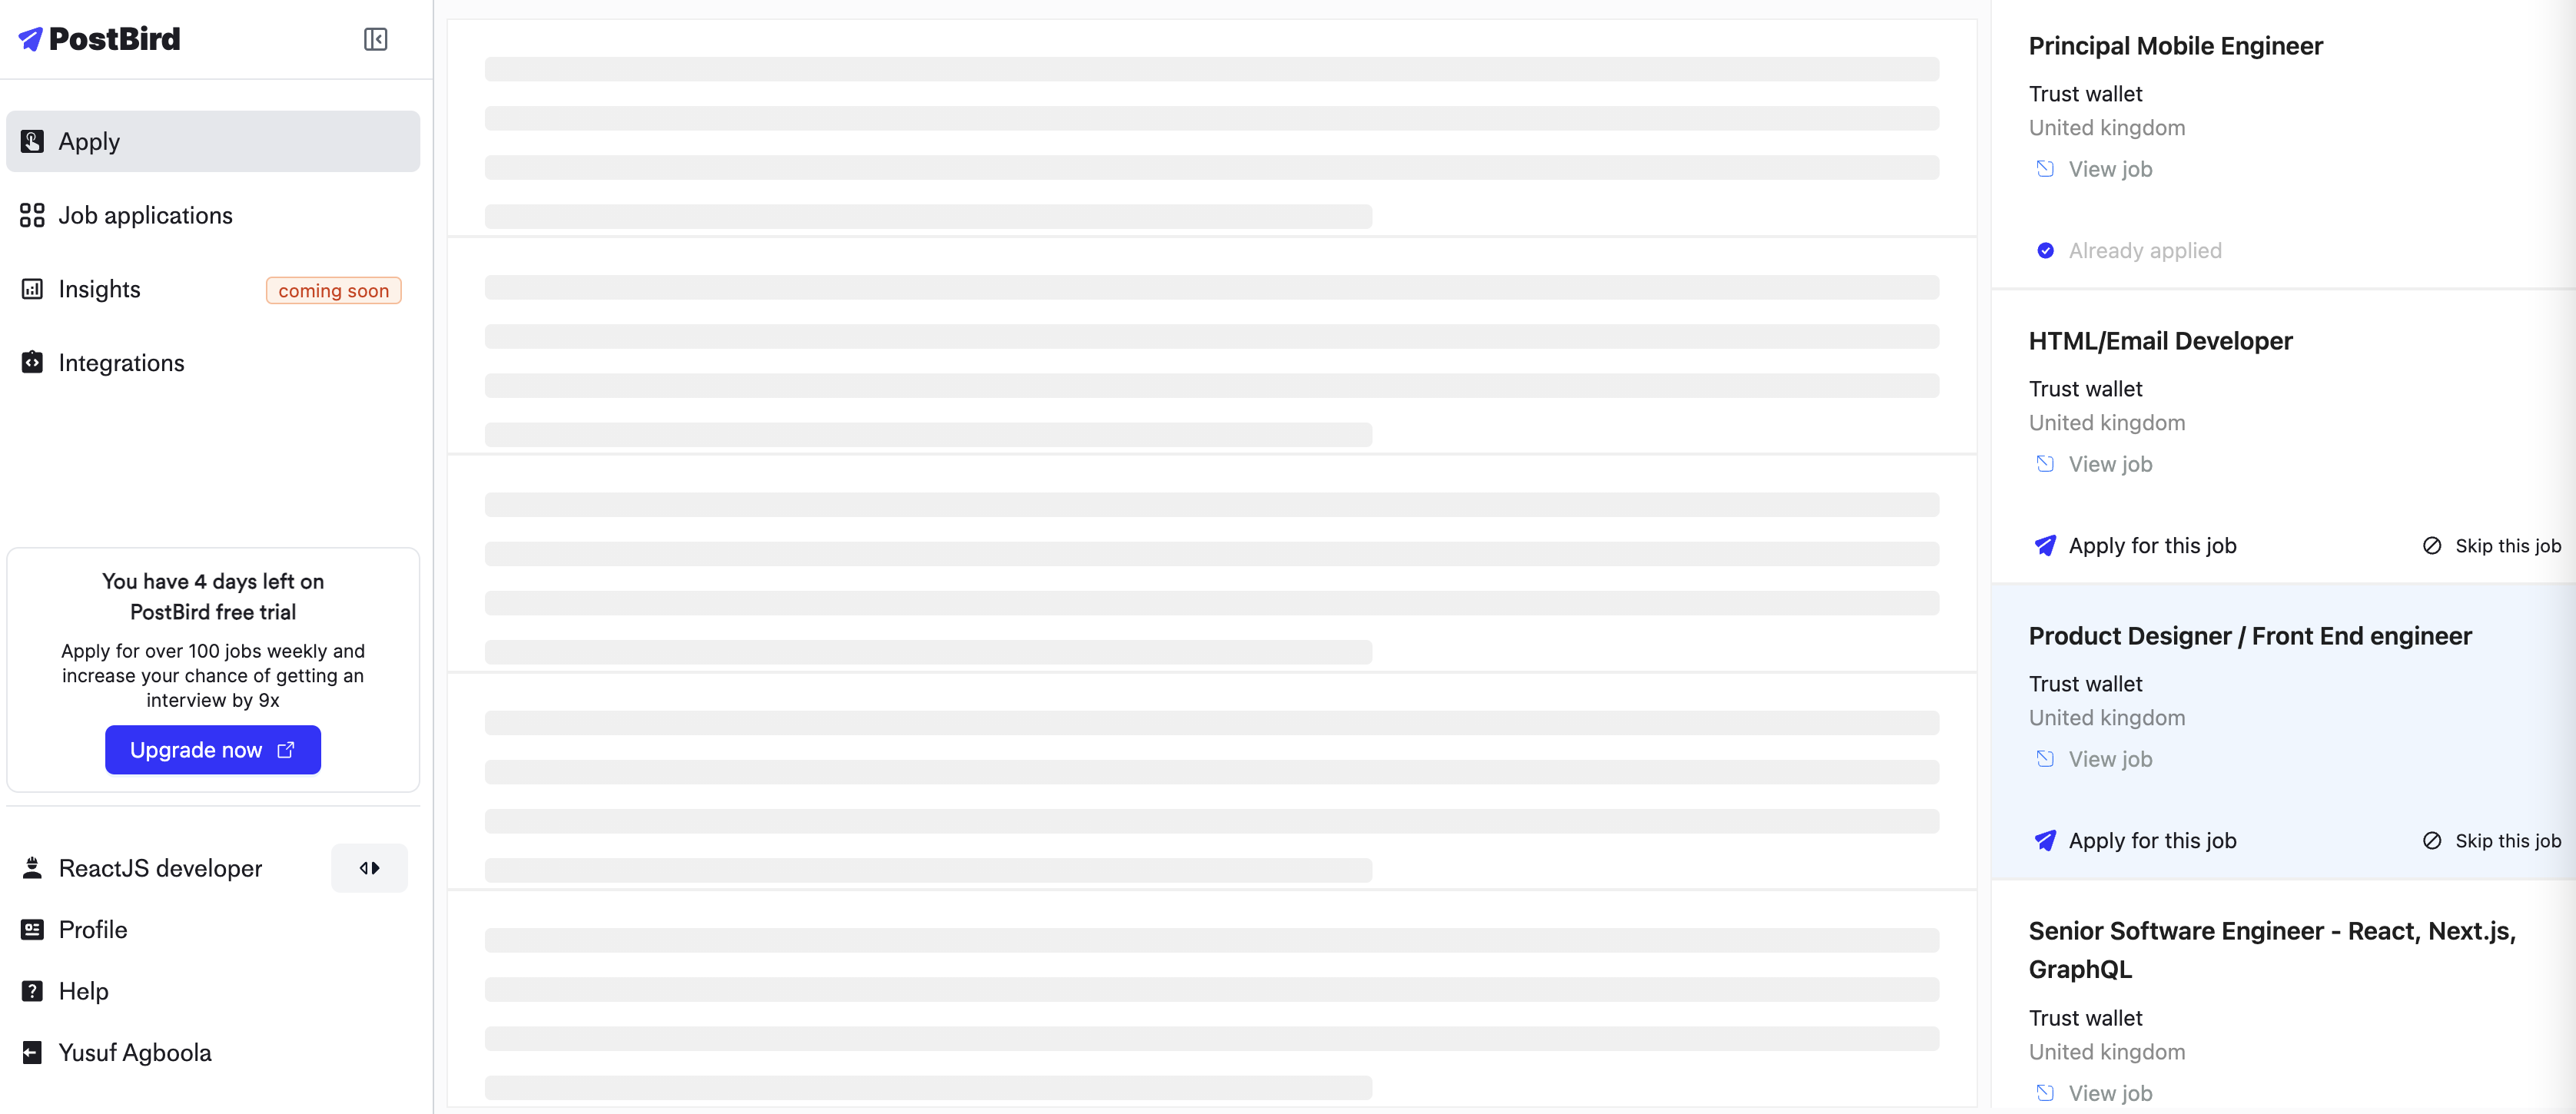 PostBird
Apply
Job applications
Insights
coming soon
Integrations
You have 4 days left on
PostBird free trial
Apply for over 100 jobs weekly and
increase your chance of getting an
interview by 9x
Upgrade now
ReactJS developer
Profile
Help
Yusuf Agboola
Principal Mobile Engineer
Trust wallet
United kingdom
View job
Already applied
HTML/Email Developer
Trust wallet
United kingdom
View job
Apply for this job
Skip this job
Product Designer / Front End engineer
Trust wallet
United kingdom
View job
Apply for this job
Skip this job
Senior Software Engineer - React, Next.js,
GraphQL
Trust wallet
United kingdom
View job